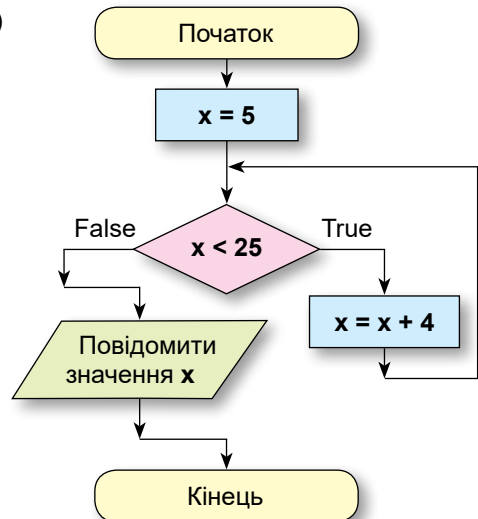 )
Початок
x = 5
x < 25
False
True
x = x + 4
Повідомити
значення x
Кінець